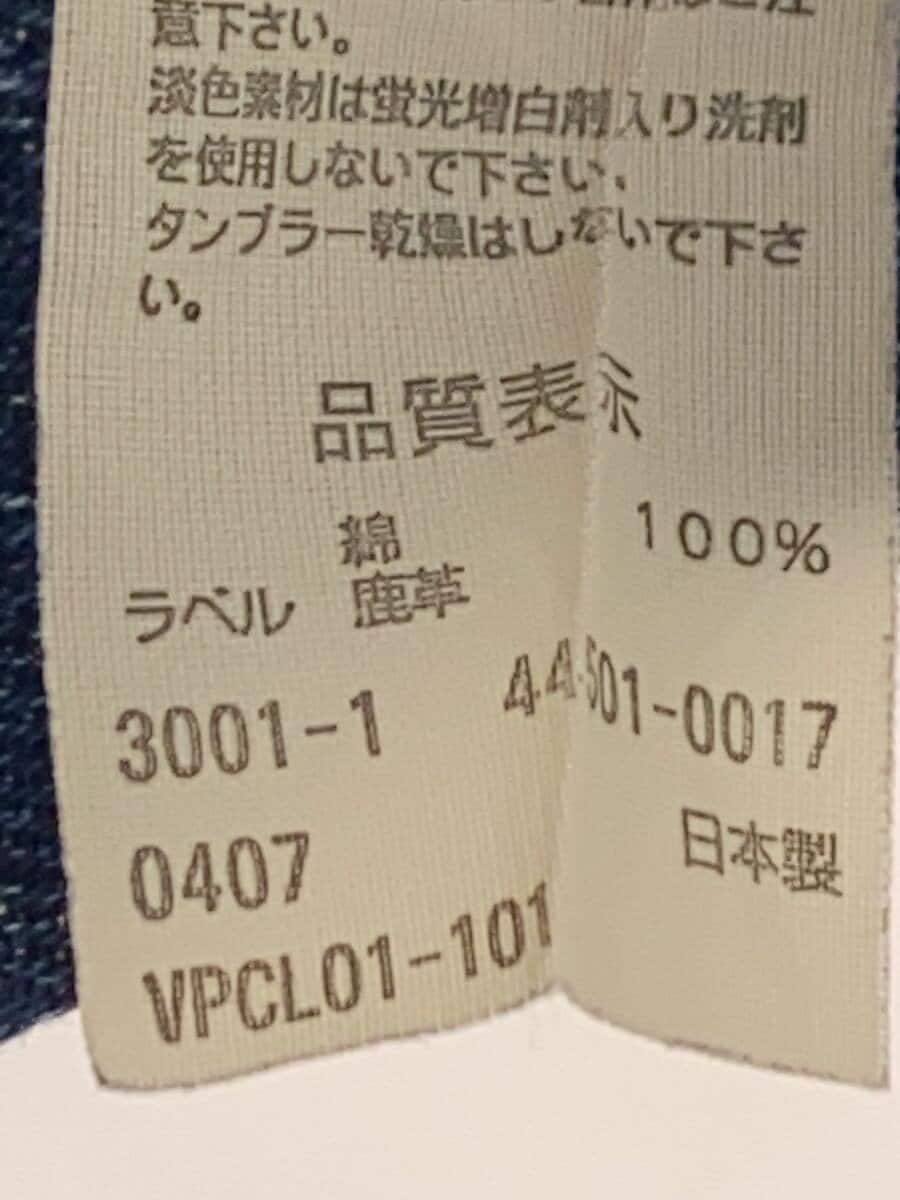 意下さい。
淡色素材は蛍光増白剤入り洗剤
を使用しないで下さい、
タンブラー乾燥はしないで下さ
い。
品質表示
綿 100%
ラベル 鹿革
3001-1 44501-0017
0407 日本製
VPCL01-101